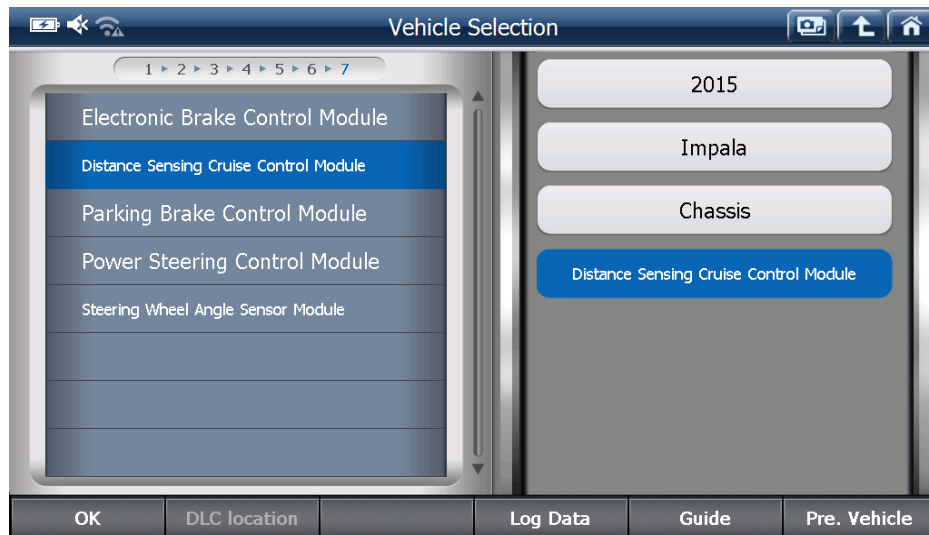 Vehicle Selection
1 ▸ 2 ▸ 3 ▸ 4 ▸ 5 ▸ 6 ▸ 7
Electronic Brake Control Module
Distance Sensing Cruise Control Module
Parking Brake Control Module
Power Steering Control Module
Steering Wheel Angle Sensor Module
2015
Impala
Chassis
Distance Sensing Cruise Control Module
OK
DLC location
Log Data
Guide
Pre. Vehicle